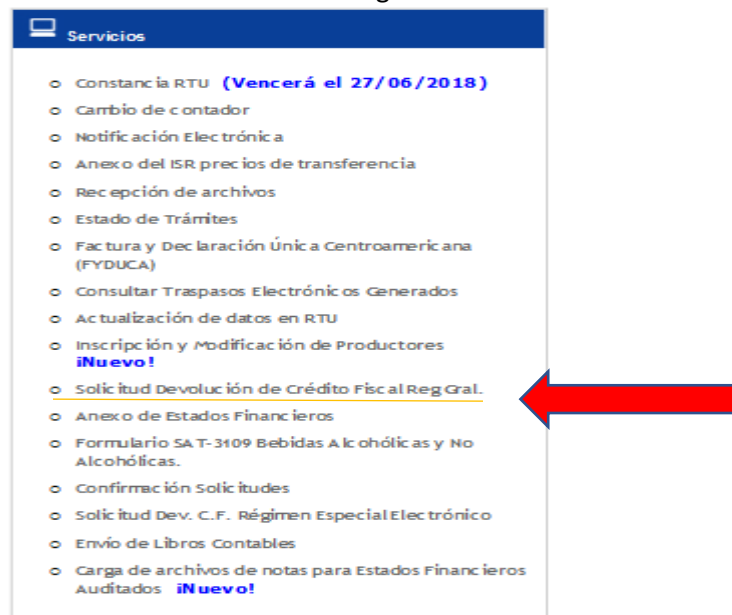 Servicios
Constancia RTU (Vencerá el 27/06/2018)
Cambio de contador
Notificación Electrónica
Anexo del ISR precios de transferencia
Recepción de archivos
Estado de Trámites
Factura y Declaración Única Centroamericana
(FYDUCA)
Consultar Traspasos Electrónicos Generados
Actualización de datos en RTU
Inscripción y Modificación de Productores
¡Nuevo!
Solicitud Devolución de Crédito Fiscal Reg Gral.
Anexo de Estados Financieros
Formulario SAT-3109 Bebidas Alcohólicas y No
Alcohólicas.
Confirmación Solicitudes
Solicitud Dev. C.F. Régimen Especial Electrónico
Envío de Libros Contables
Carga de archivos de notas para Estados Financieros
Auditados ¡Nuevo!